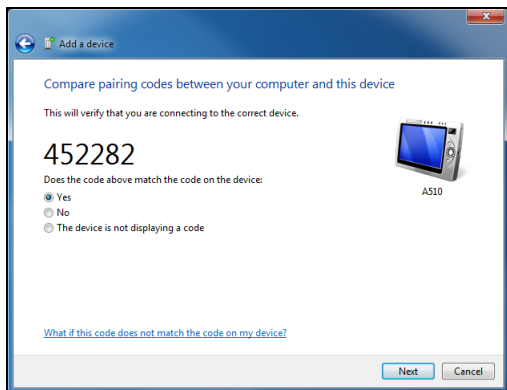 Add a device
Compare pairing codes between your computer and this device
This will verify that you are connecting to the correct device.
452282
Does the code above match the code on the device:
Yes
No
The device is not displaying a code
A510
What if this code does not match the code on my device?
Next Cancel